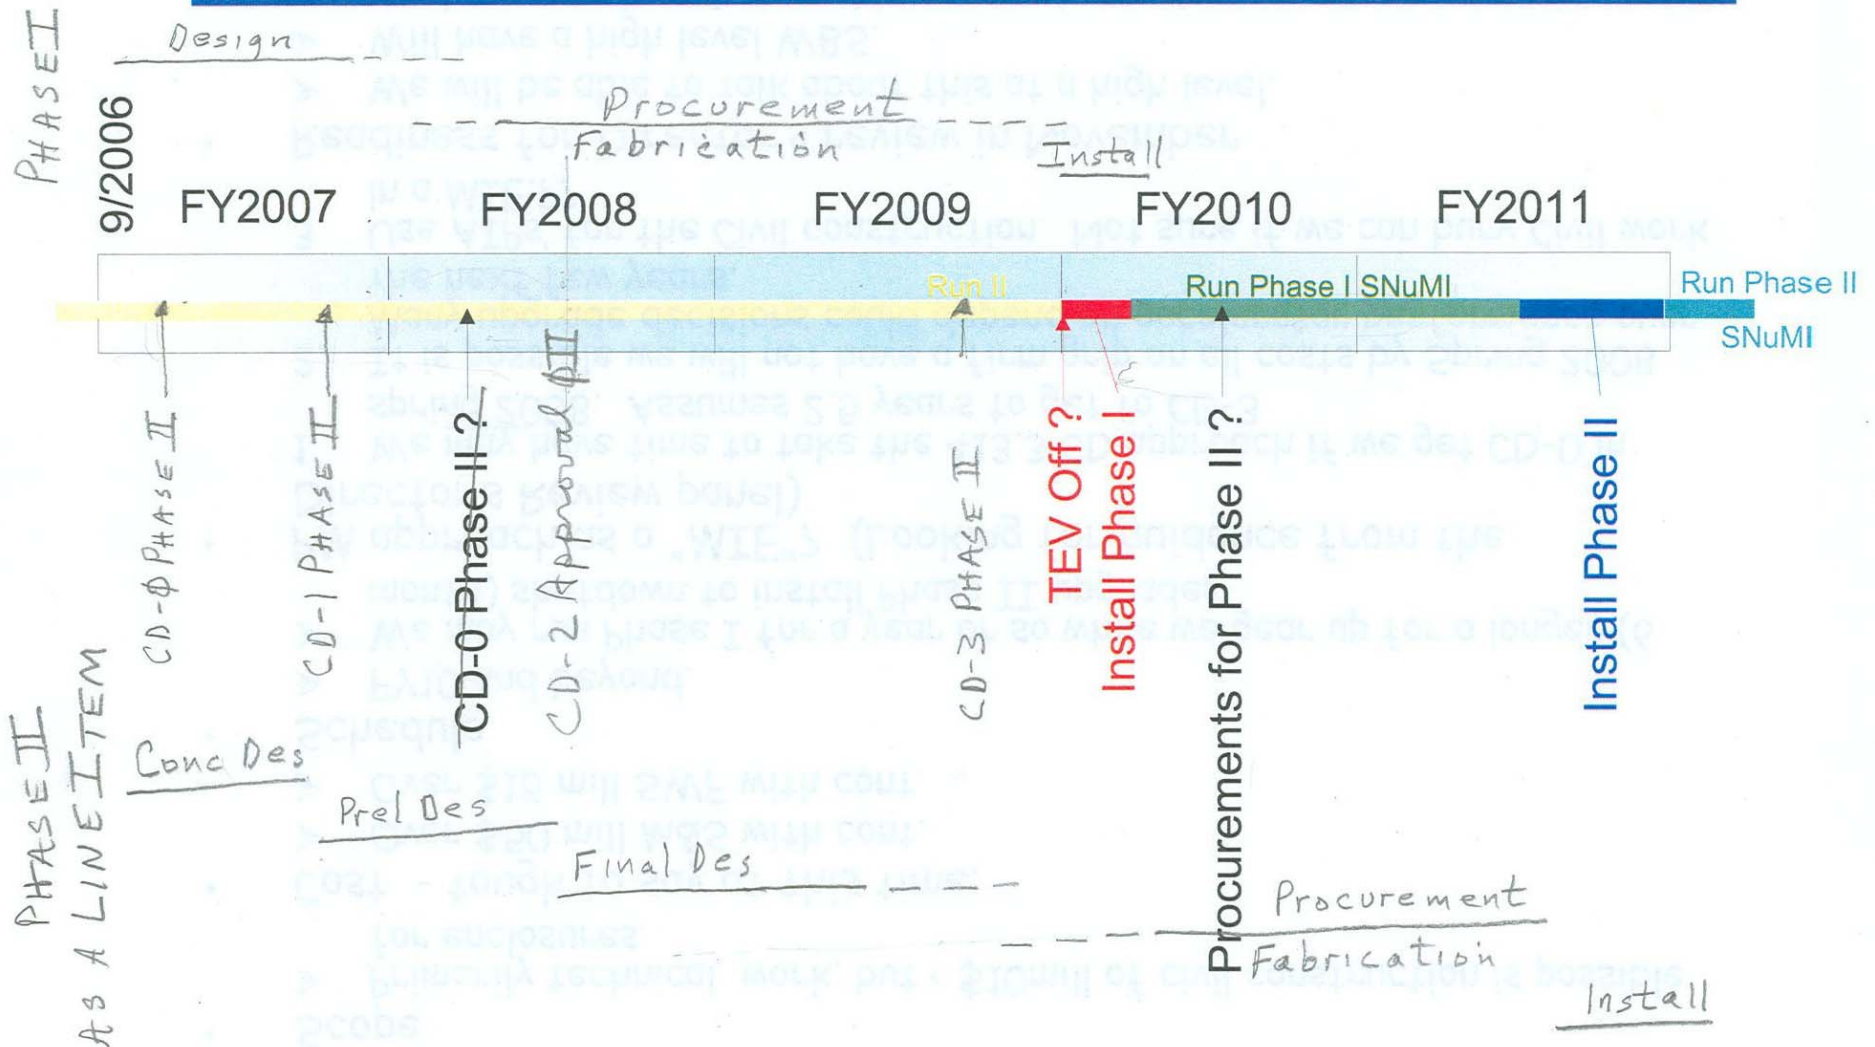 PHASE I
Design
9/2006
Procurement
Fabrication
Install
FY2007
FY2008
FY2009
FY2010
FY2011
Run II
Run Phase I SNuMI
Run Phase II
SNuMI
CD-Ø PHASE II
CD-1 PHASE II
CD-0 Phase II ?
CD-2 Approval ØII
CD-3 PHASE II
TEV Off ?
Install Phase I
Procurements for Phase II ?
Install Phase II
PHASE II
AS A LINE ITEM
Conc Des
Prel Des
Final Des
Procurement
Fabrication
Install